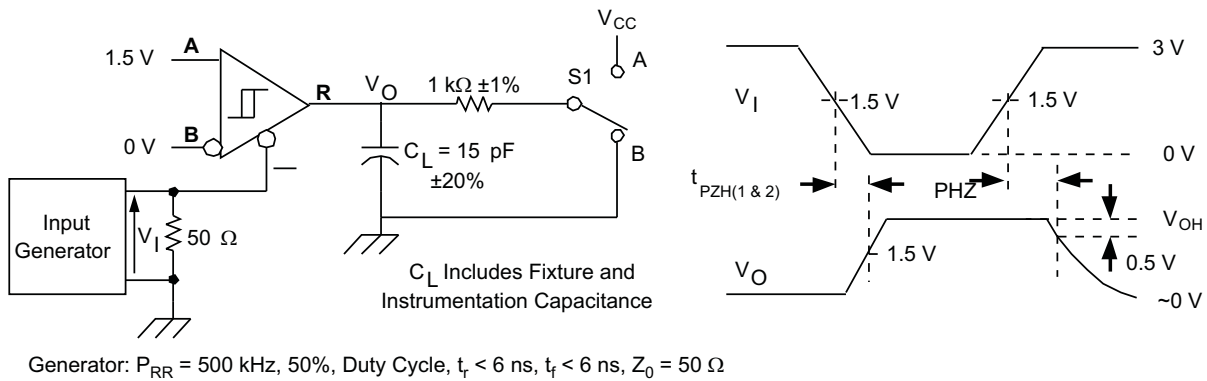 V_CC
A
S1
B
1.5 V
A
B
0 V
R
V_O
1 kΩ ±1%
C_L = 15 pF
±20%
Input
Generator
V_I
50 Ω
C_L Includes Fixture and
Instrumentation Capacitance
Generator: P_RR = 500 kHz, 50%, Duty Cycle, t_r < 6 ns, t_f < 6 ns, Z_0 = 50 Ω
3 V
V_I
1.5 V
1.5 V
0 V
t_PZH(1 & 2)
PHZ
V_OH
0.5 V
V_O
1.5 V
~0 V